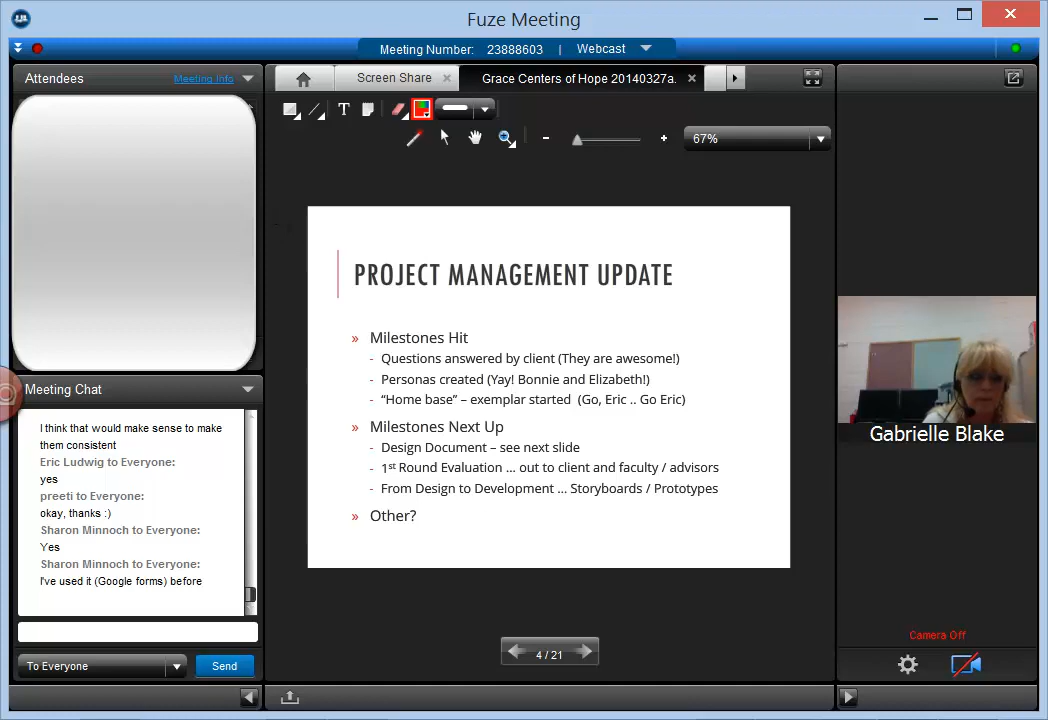 Fuze Meeting
Meeting Number: 23888603 | Webcast
Attendees Meeting Info
Screen Share
Grace Centers of Hope 20140327a.
T
67%
PROJECT MANAGEMENT UPDATE
» Milestones Hit
- Questions answered by client (They are awesome!)
- Personas created (Yay! Bonnie and Elizabeth!)
- “Home base” – exemplar started (Go, Eric .. Go Eric)
» Milestones Next Up
- Design Document – see next slide
- 1st Round Evaluation … out to client and faculty / advisors
- From Design to Development … Storyboards / Prototypes
» Other?
4 / 21
Meeting Chat
I think that would make sense to make
them consistent
Eric Ludwig to Everyone:
yes
preeti to Everyone:
okay, thanks :)
Sharon Minnoch to Everyone:
Yes
Sharon Minnoch to Everyone:
I've used it (Google forms) before
To Everyone
Send
Gabrielle Blake
Camera Off